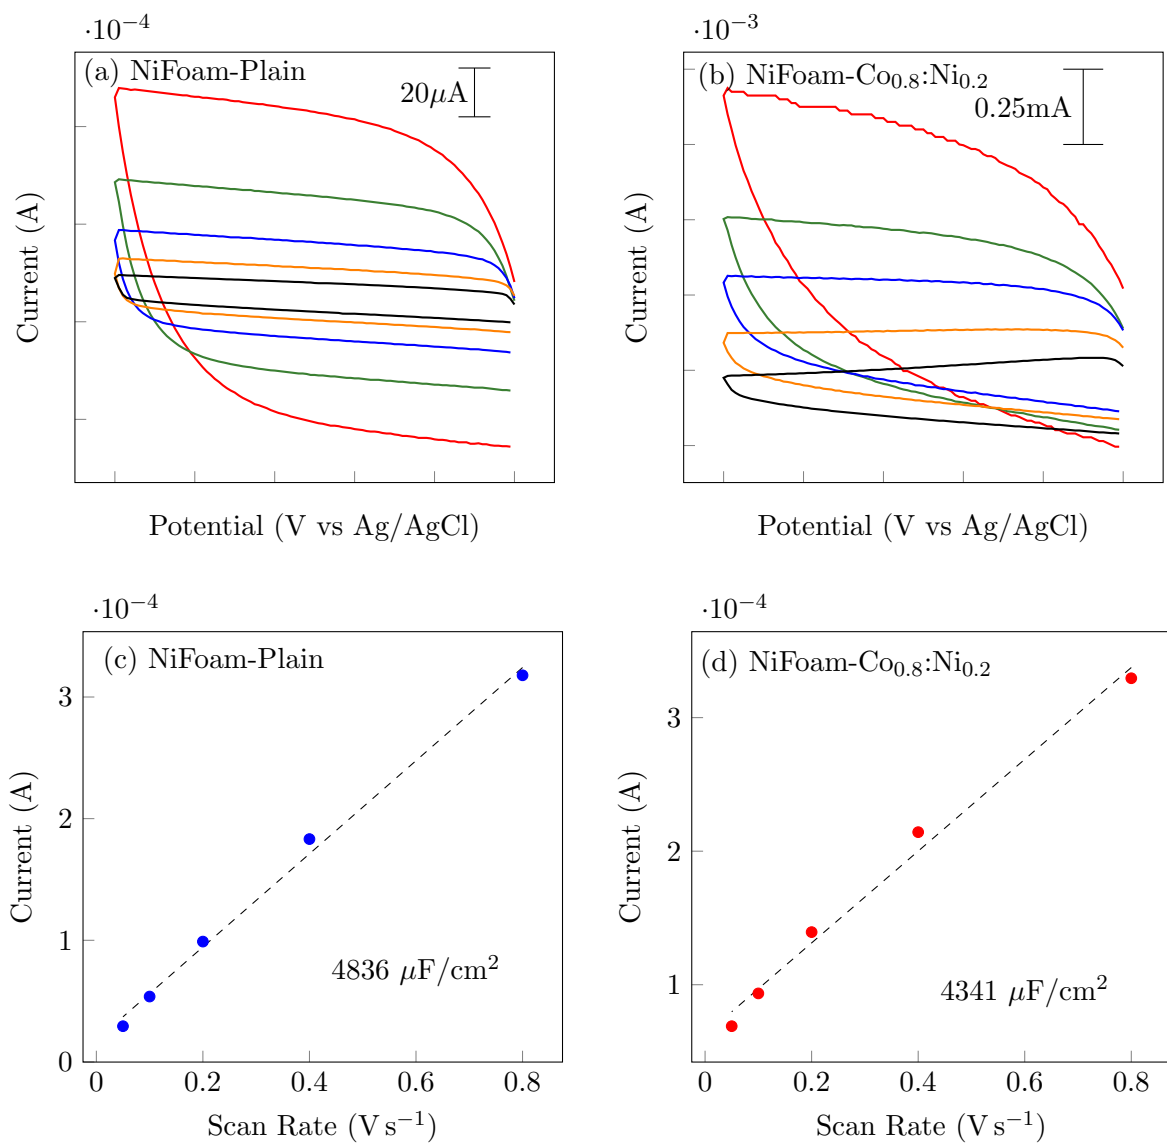 ·10⁻⁴
(a) NiFoam-Plain
20μA
Current (A)
Potential (V vs Ag/AgCl)
·10⁻³
(b) NiFoam-Co₀.₈:Ni₀.₂
0.25mA
Current (A)
Potential (V vs Ag/AgCl)
·10⁻⁴
(c) NiFoam-Plain
3
2
1
0
Current (A)
4836 μF/cm²
0 0.2 0.4 0.6 0.8
Scan Rate (V s⁻¹)
·10⁻⁴
(d) NiFoam-Co₀.₈:Ni₀.₂
3
2
1
Current (A)
4341 μF/cm²
0 0.2 0.4 0.6 0.8
Scan Rate (V s⁻¹)